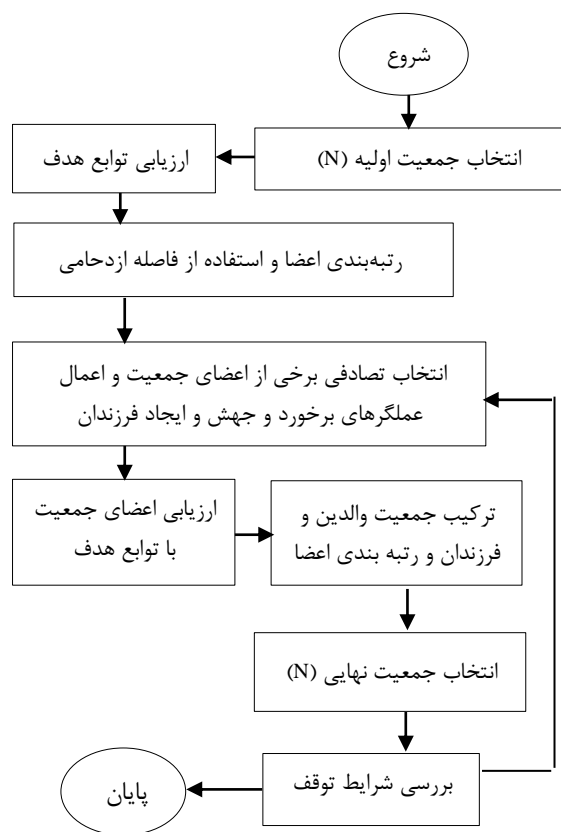 شروع
انتخاب جمعیت اولیه (N)
ارزیابی توابع هدف
رتبه‌بندی اعضا و استفاده از فاصله ازدحامی
انتخاب تصادفی برخی از اعضای جمعیت و اعمال
عملگرهای برخورد و جهش و ایجاد فرزندان
ارزیابی اعضای جمعیت
با توابع هدف
ترکیب جمعیت والدین و
فرزندان و رتبه بندی اعضا
انتخاب جمعیت نهایی (N)
بررسی شرایط توقف
پایان